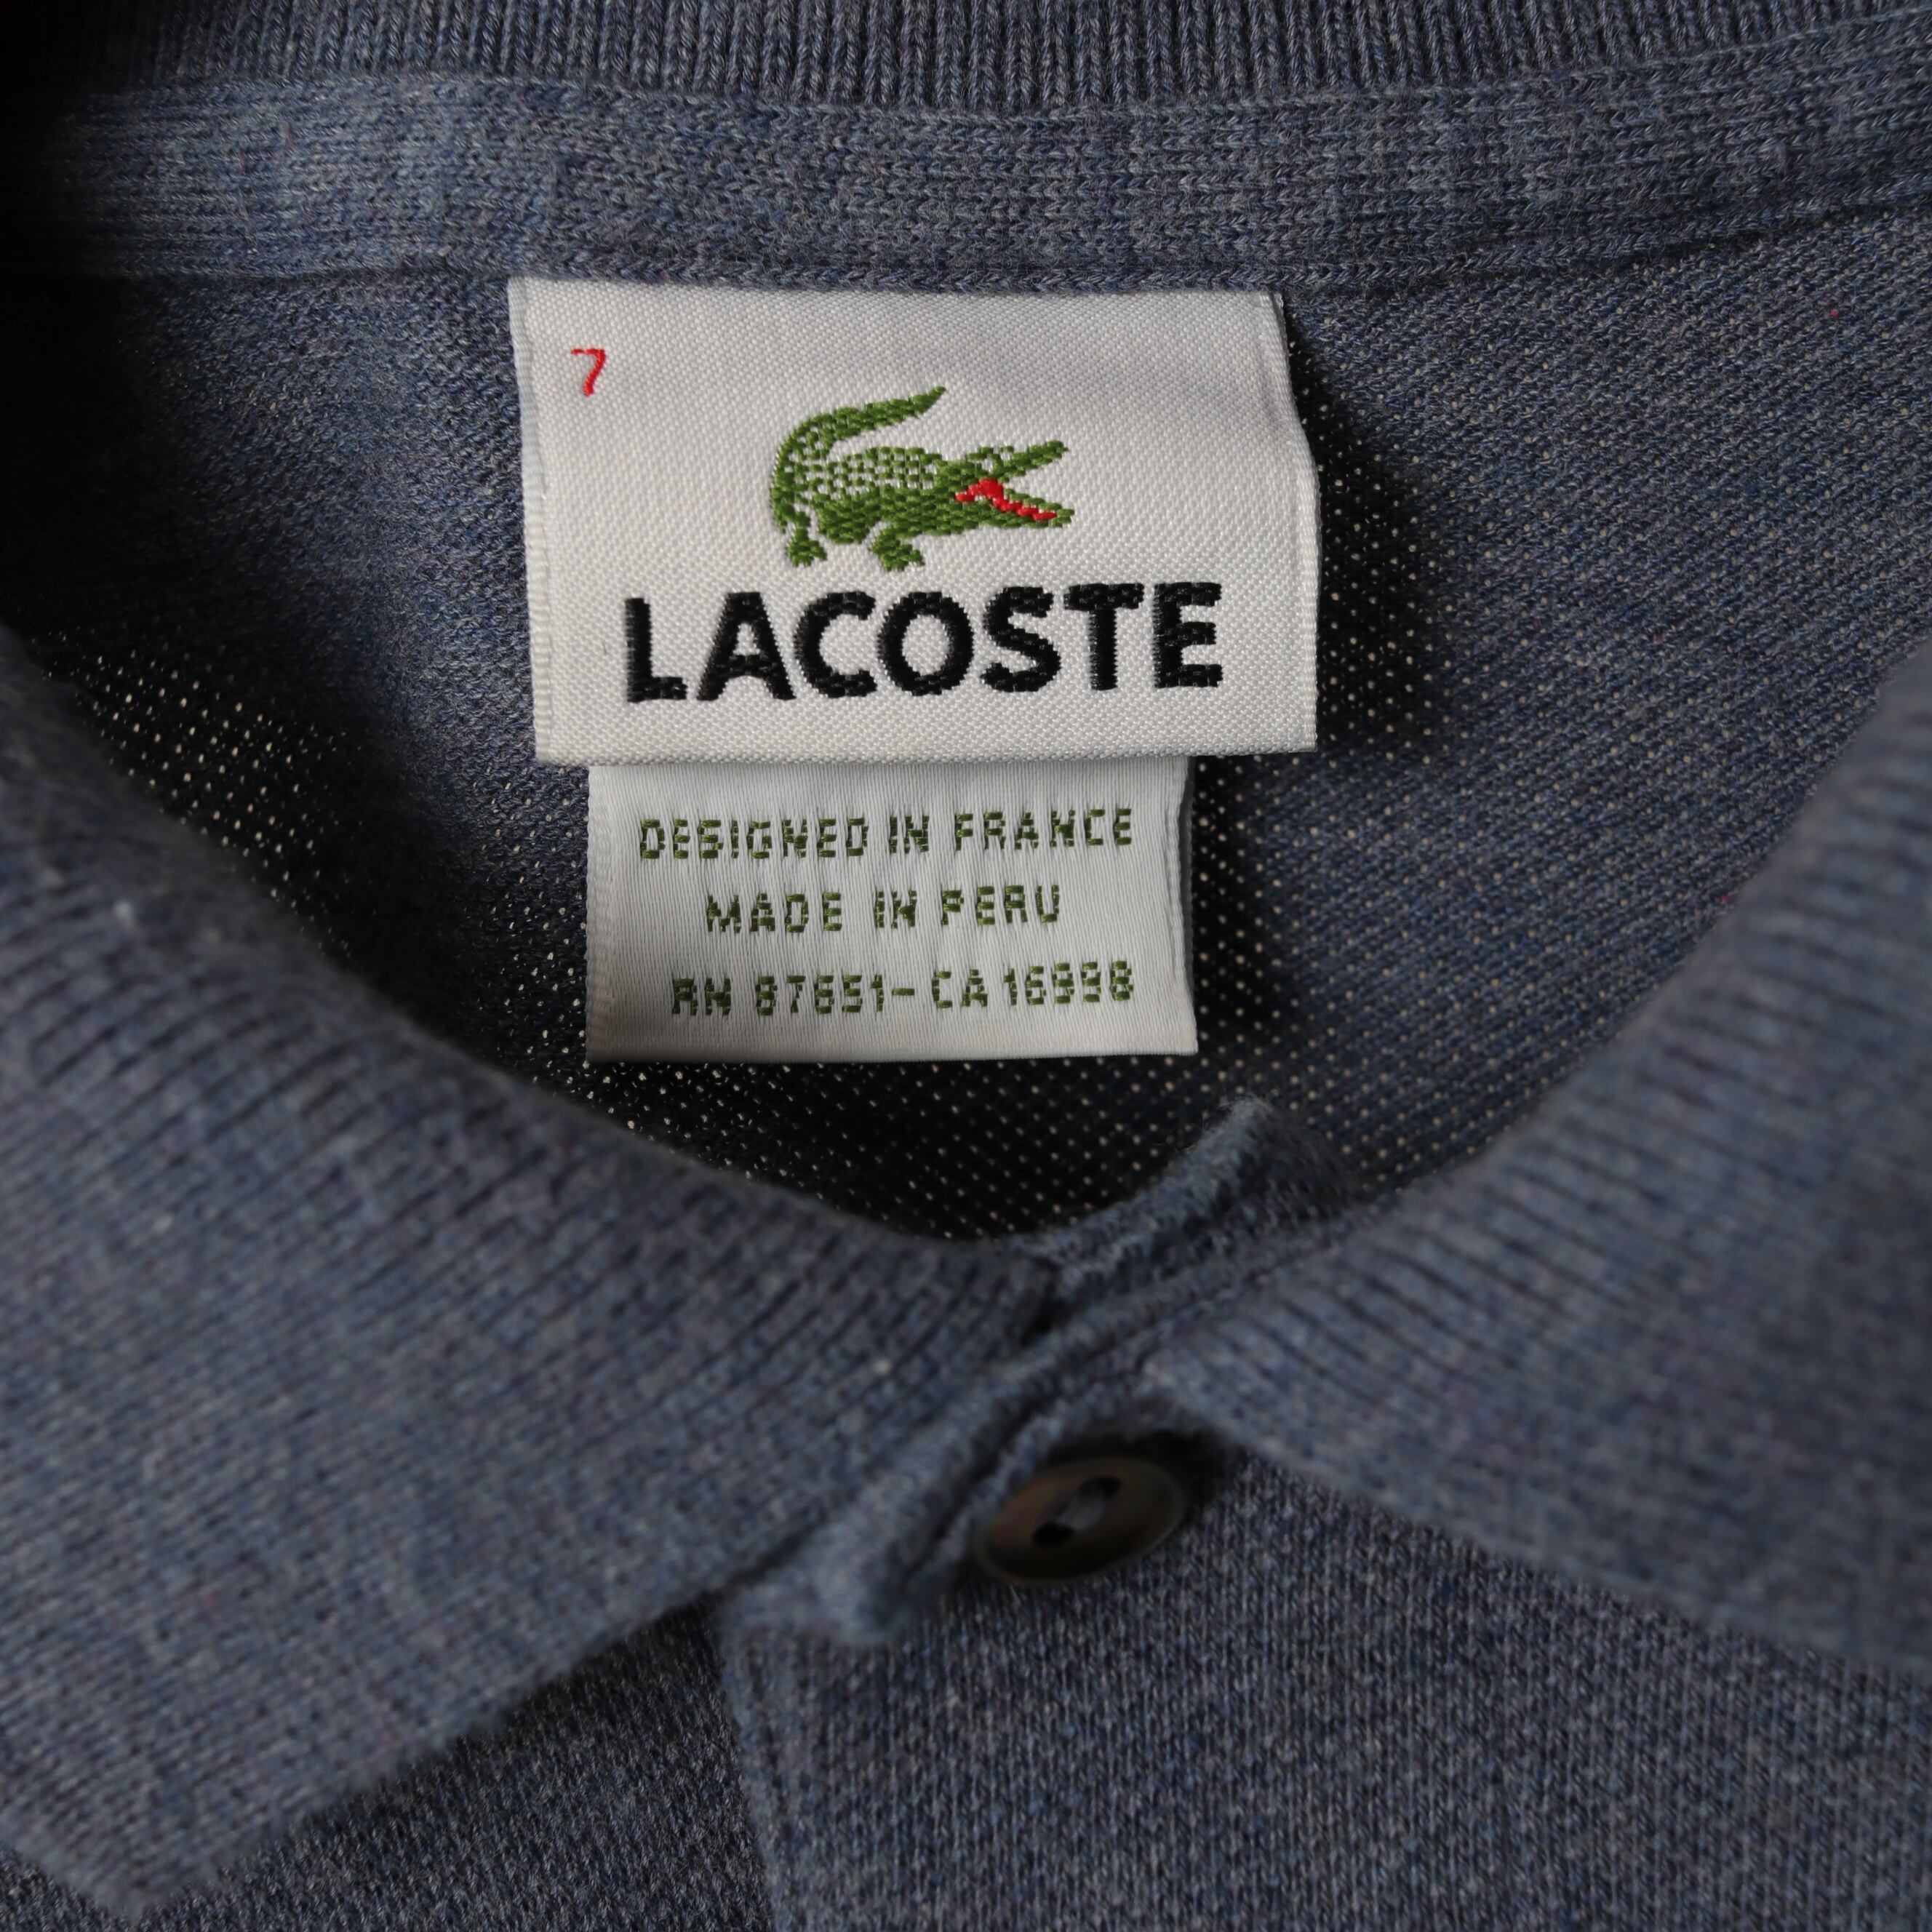 7
LACOSTE
DESIGNED IN FRANCE
MADE IN PERU
RN 87651- CA 16998